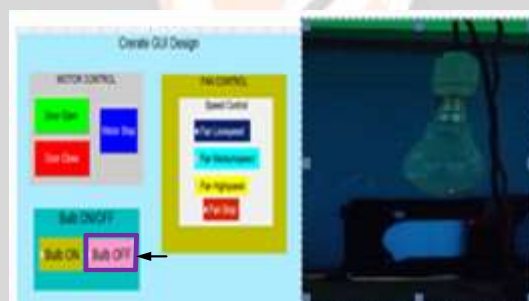 Create GUI Design
MOTOR CONTROL
Door Open
Door Close
Motor Stop
FAN CONTROL
Speed Control
Fan Lowspeed
Fan Mediumspeed
Fan Highspeed
Fan Stop
Bulb ON/OFF
Bulb ON
Bulb OFF